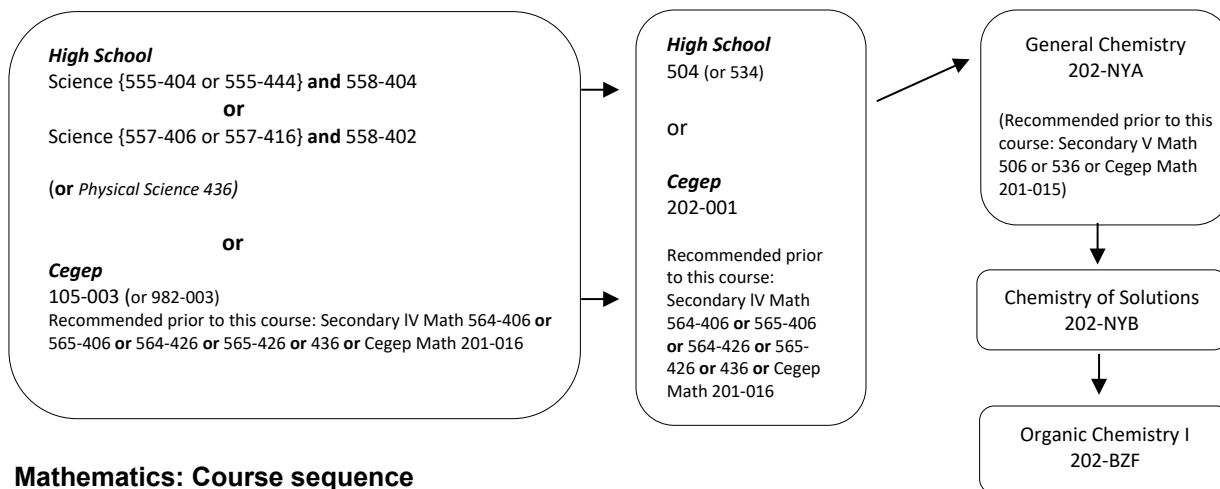 High School
Science {555-404 or 555-444} and 558-404
or
Science {557-406 or 557-416} and 558-402
(or Physical Science 436)
or
Cegep
105-003 (or 982-003)
Recommended prior to this course: Secondary lV Math 564-406 or
565-406 or 564-426 or 565-426 or 436 or Cegep Math 201-016
High School
504 (or 534)
or
Cegep
202-001
Recommended prior
to this course:
Secondary lV Math
564-406 or 565-406
or 564-426 or 565-
426 or 436 or Cegep
Math 201-016
General Chemistry
202-NYA
(Recommended prior to this
course: Secondary V Math
506 or 536 or Cegep Math
201-015)
Chemistry of Solutions
202-NYB
Organic Chemistry I
202-BZF
Mathematics: Course sequence